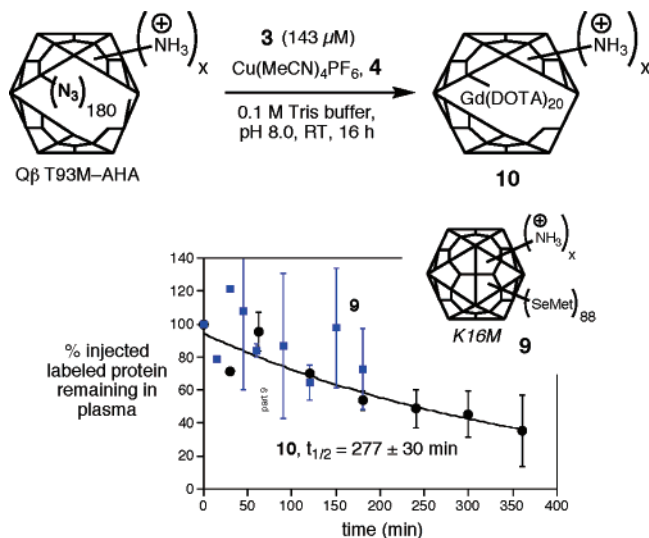 ⊕
(NH3)x
(N3)180
Qβ T93M–AHA
3 (143 µM)
Cu(MeCN)4PF6, 4
0.1 M Tris buffer,
pH 8.0, RT, 16 h
⊕
(NH3)x
Gd(DOTA)20
10
% injected
labeled protein
remaining in
plasma
140
120
100
80
60
40
20
0
9
part 9
10, t1/2 = 277 ± 30 min
0 50 100 150 200 250 300 350 400
time (min)
⊕
(NH3)x
(SeMet)88
K16M
9